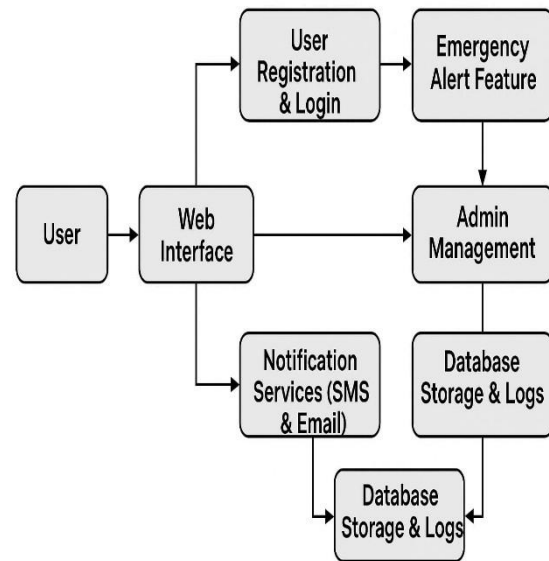 User
Registration
& Login
Emergency
Alert Feature
User
Web
Interface
Admin
Management
Notification
Services (SMS
& Email)
Database
Storage & Logs
Database
Storage & Logs